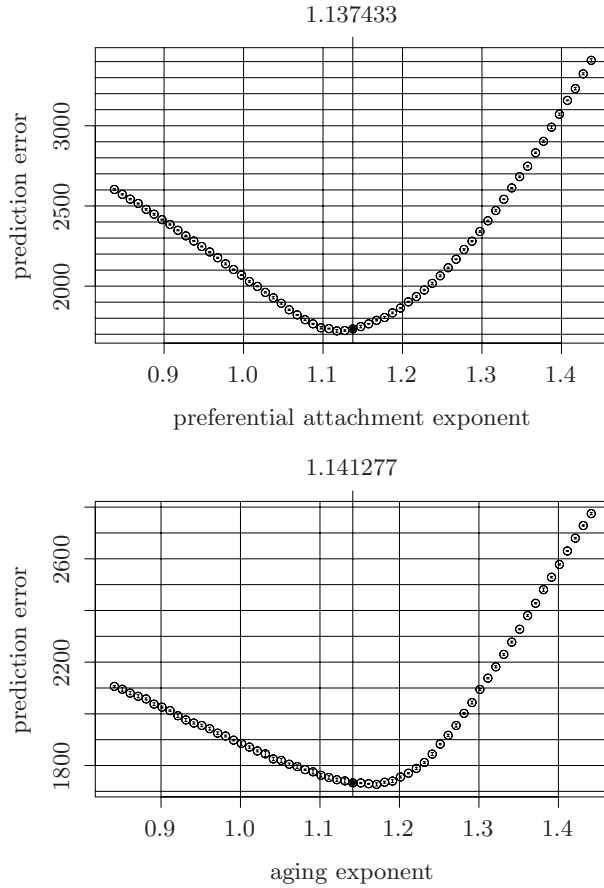 1.137433
prediction error
3000
2500
2000
0.9 1.0 1.1 1.2 1.3 1.4
preferential attachment exponent
1.141277
prediction error
2600
2200
1800
0.9 1.0 1.1 1.2 1.3 1.4
aging exponent